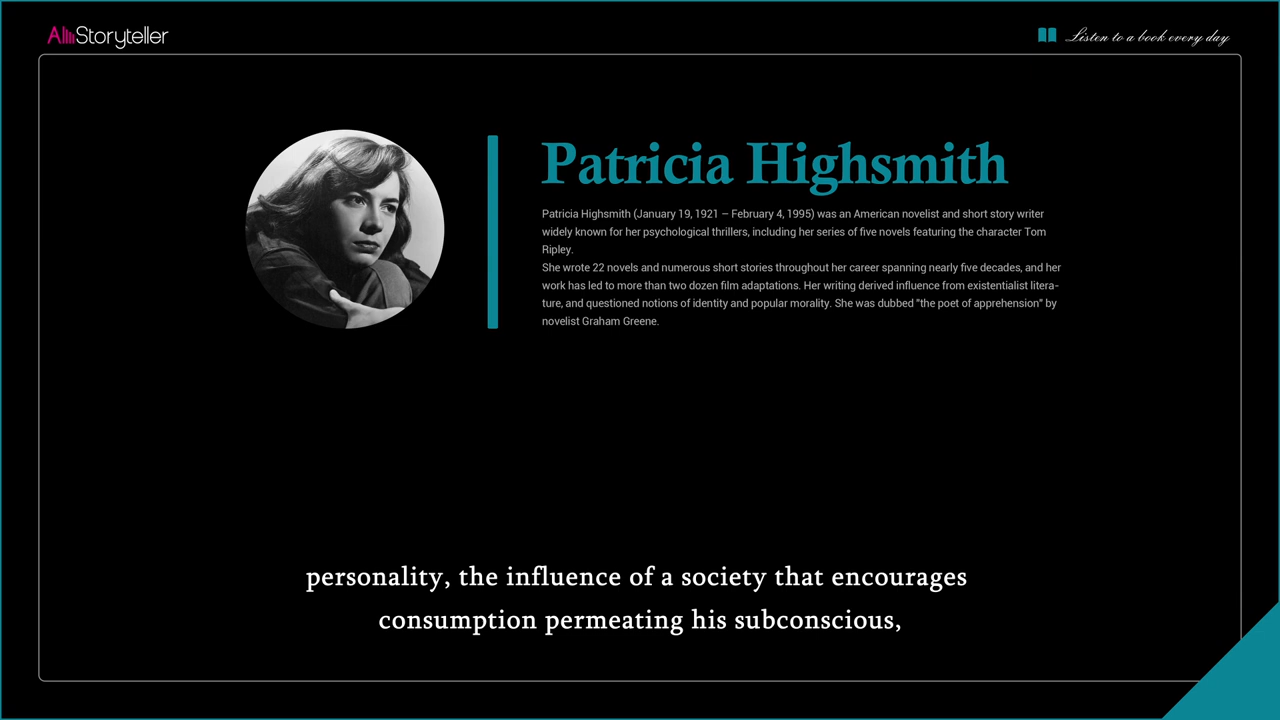 AllStoryteller
Listen to a book every day
Patricia Highsmith
Patricia Highsmith (January 19, 1921 – February 4, 1995) was an American novelist and short story writer
widely known for her psychological thrillers, including her series of five novels featuring the character Tom
Ripley.
She wrote 22 novels and numerous short stories throughout her career spanning nearly five decades, and her
work has led to more than two dozen film adaptations. Her writing derived influence from existentialist litera-
ture, and questioned notions of identity and popular morality. She was dubbed "the poet of apprehension" by
novelist Graham Greene.
personality, the influence of a society that encourages
consumption permeating his subconscious,